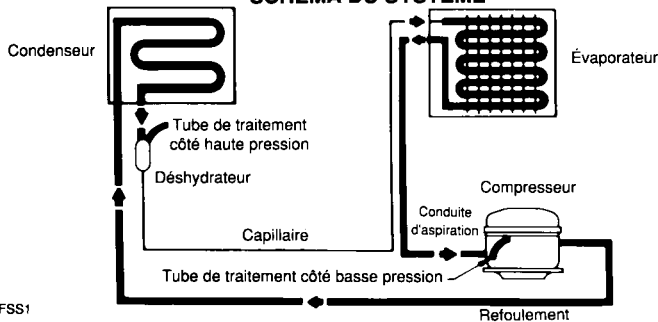 SCHÉMA DU SYSTÈME
Condenseur
Évaporateur
Tube de traitement
côté haute pression
Déshydrateur
Compresseur
Conduite
d'aspiration
Capillaire
Tube de traitement côté basse pression
FSS1
Refoulement